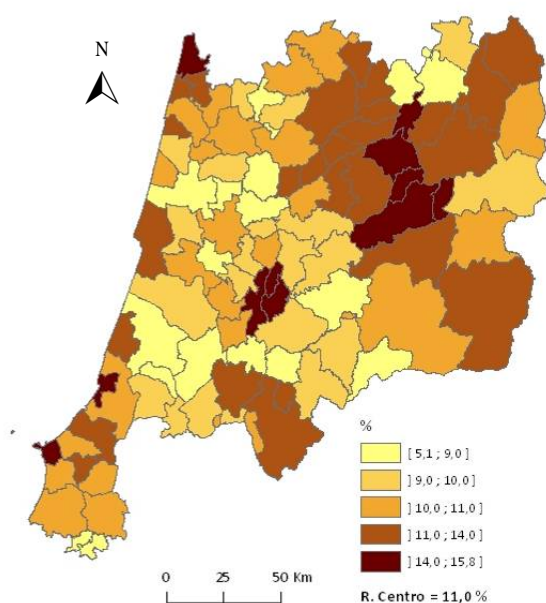 N
%
[ 5,1 ; 9,0 ]
] 9,0 ; 10,0 ]
] 10,0 ; 11,0 ]
] 11,0 ; 14,0 ]
] 14,0 ; 15,8 ]
0 25 50 Km
R. Centro = 11,0 %